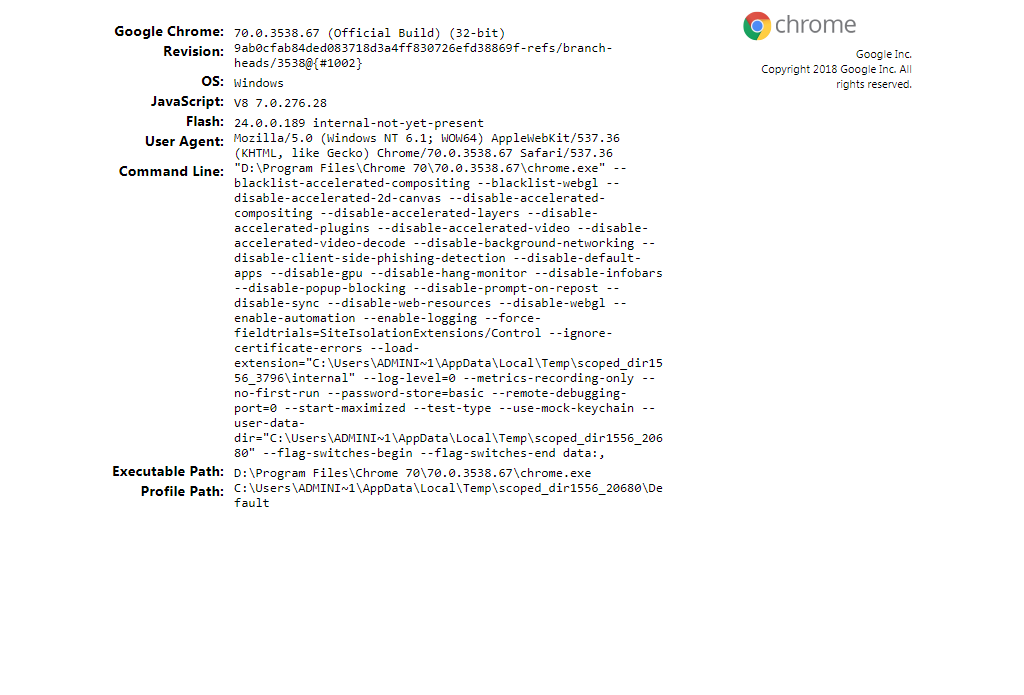 chrome
Google Inc.
Copyright 2018 Google Inc. All
rights reserved.
Google Chrome: 70.0.3538.67 (Official Build) (32-bit)
Revision: 9ab0cfab84ded083718d3a4ff830726efd38869f-refs/branch-
heads/3538@{#1002}
OS: Windows
JavaScript: V8 7.0.276.28
Flash: 24.0.0.189 internal-not-yet-present
User Agent: Mozilla/5.0 (Windows NT 6.1; WOW64) AppleWebKit/537.36
(KHTML, like Gecko) Chrome/70.0.3538.67 Safari/537.36
Command Line: "D:\Program Files\Chrome 70\70.0.3538.67\chrome.exe" --
blacklist-accelerated-compositing --blacklist-webgl --
disable-accelerated-2d-canvas --disable-accelerated-
compositing --disable-accelerated-layers --disable-
accelerated-plugins --disable-accelerated-video --disable-
accelerated-video-decode --disable-background-networking --
disable-client-side-phishing-detection --disable-default-
apps --disable-gpu --disable-hang-monitor --disable-infobars
--disable-popup-blocking --disable-prompt-on-repost --
disable-sync --disable-web-resources --disable-webgl --
enable-automation --enable-logging --force-
fieldtrials=SiteIsolationExtensions/Control --ignore-
certificate-errors --load-
extension="C:\Users\ADMINI~1\AppData\Local\Temp\scoped_dir15
56_3796\internal" --log-level=0 --metrics-recording-only --
no-first-run --password-store=basic --remote-debugging-
port=0 --start-maximized --test-type --use-mock-keychain --
user-data-
dir="C:\Users\ADMINI~1\AppData\Local\Temp\scoped_dir1556_206
80" --flag-switches-begin --flag-switches-end data:,
Executable Path: D:\Program Files\Chrome 70\70.0.3538.67\chrome.exe
Profile Path: C:\Users\ADMINI~1\AppData\Local\Temp\scoped_dir1556_20680\De
fault